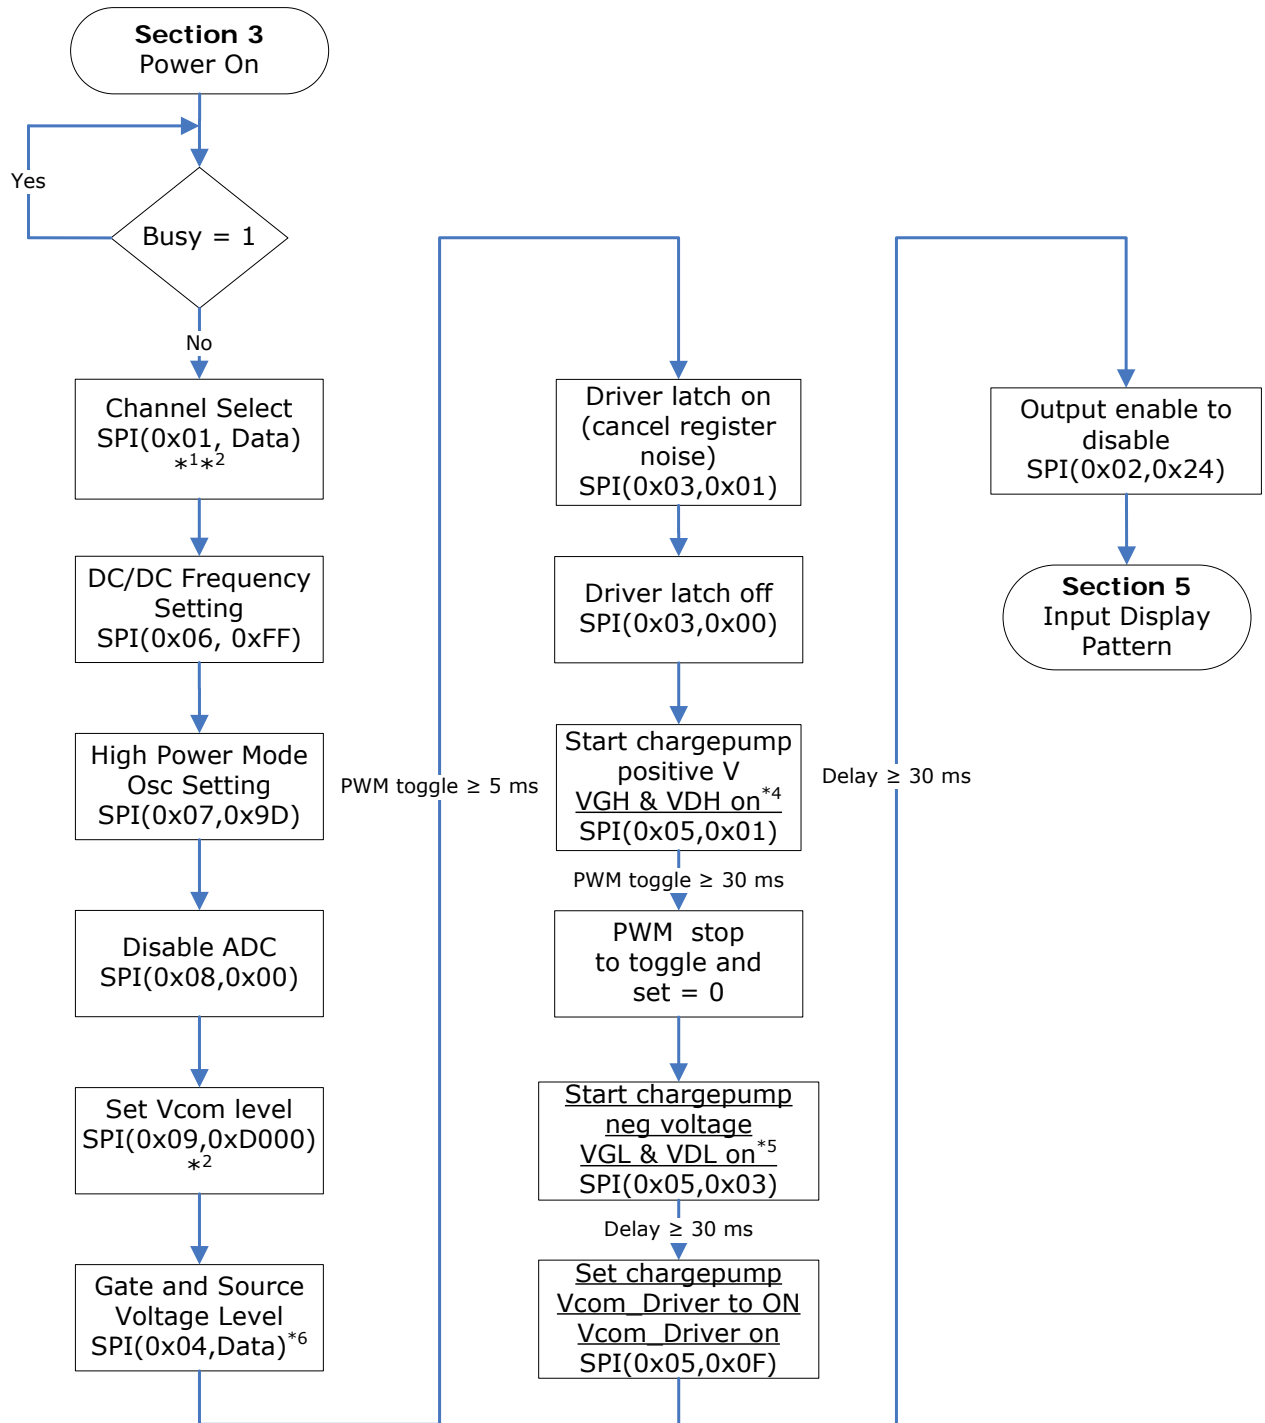 Section 3
Power On
Yes
Busy = 1
No
Channel Select
SPI(0x01, Data)
*1*2
DC/DC Frequency
Setting
SPI(0x06, 0xFF)
High Power Mode
Osc Setting
SPI(0x07,0x9D)
Disable ADC
SPI(0x08,0x00)
Set Vcom level
SPI(0x09,0xD000)
*2
Gate and Source
Voltage Level
SPI(0x04,Data)*6
PWM toggle ≥ 5 ms
Driver latch on
(cancel register
noise)
SPI(0x03,0x01)
Driver latch off
SPI(0x03,0x00)
Start chargepump
positive V
VGH & VDH on*4
SPI(0x05,0x01)
PWM toggle ≥ 30 ms
PWM stop
to toggle and
set = 0
Start chargepump
neg voltage
VGL & VDL on*5
SPI(0x05,0x03)
Delay ≥ 30 ms
Set chargepump
Vcom_Driver to ON
Vcom_Driver on
SPI(0x05,0x0F)
Delay ≥ 30 ms
Output enable to
disable
SPI(0x02,0x24)
Section 5
Input Display
Pattern